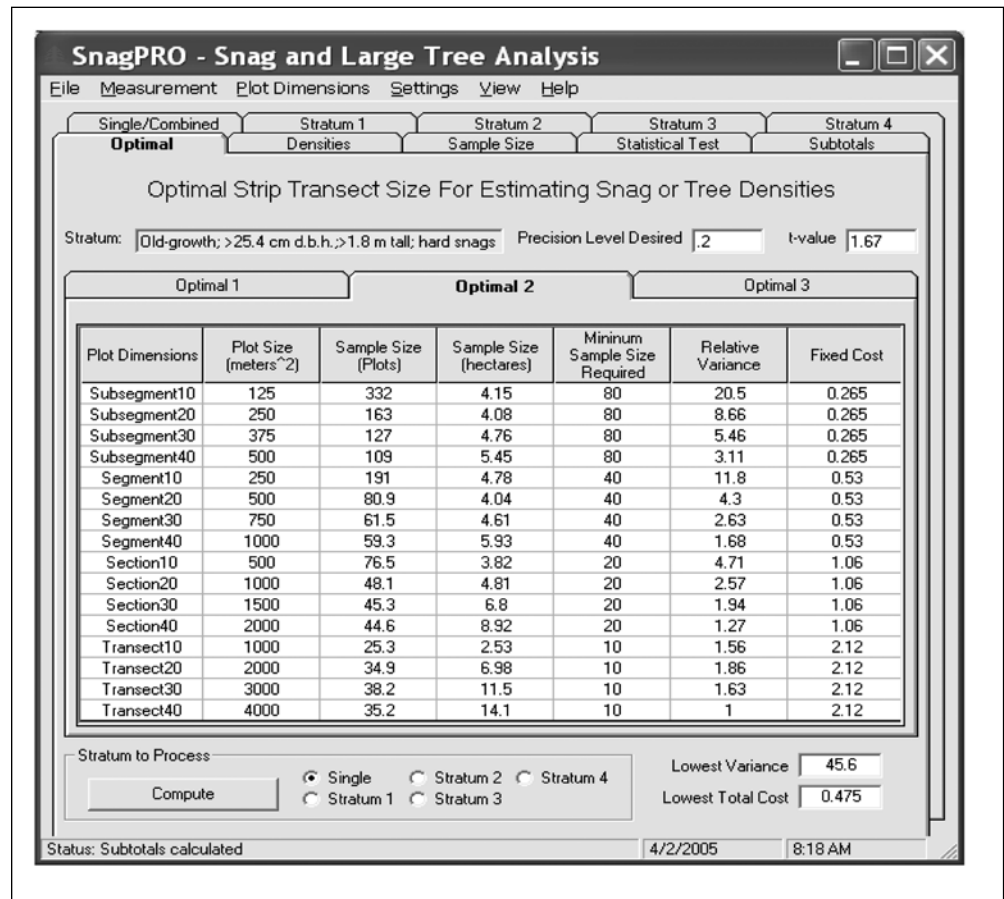 SnagPRO - Snag and Large Tree Analysis
File Measurement Plot Dimensions Settings View Help
Single/Combined Stratum 1 Stratum 2 Stratum 3 Stratum 4
Optimal Densities Sample Size Statistical Test Subtotals
Optimal Strip Transect Size For Estimating Snag or Tree Densities
Stratum: Old-growth; >25.4 cm d.b.h.;>1.8 m tall; hard snags Precision Level Desired .2 t-value 1.67
Optimal 1 Optimal 2 Optimal 3
Plot Dimensions Plot Size (meters^2) Sample Size (Plots) Sample Size (hectares) Mininum Sample Size Required Relative Variance Fixed Cost
Subsegment10 125 332 4.15 80 20.5 0.265
Subsegment20 250 163 4.08 80 8.66 0.265
Subsegment30 375 127 4.76 80 5.46 0.265
Subsegment40 500 109 5.45 80 3.11 0.265
Segment10 250 191 4.78 40 11.8 0.53
Segment20 500 80.9 4.04 40 4.3 0.53
Segment30 750 61.5 4.61 40 2.63 0.53
Segment40 1000 59.3 5.93 40 1.68 0.53
Section10 500 76.5 3.82 20 4.71 1.06
Section20 1000 48.1 4.81 20 2.57 1.06
Section30 1500 45.3 6.8 20 1.94 1.06
Section40 2000 44.6 8.92 20 1.27 1.06
Transect10 1000 25.3 2.53 10 1.56 2.12
Transect20 2000 34.9 6.98 10 1.86 2.12
Transect30 3000 38.2 11.5 10 1.63 2.12
Transect40 4000 35.2 14.1 10 1 2.12
Stratum to Process
Compute
Single Stratum 2 Stratum 4
Stratum 1 Stratum 3
Lowest Variance 45.6
Lowest Total Cost 0.475
Status: Subtotals calculated 4/2/2005 8:18 AM